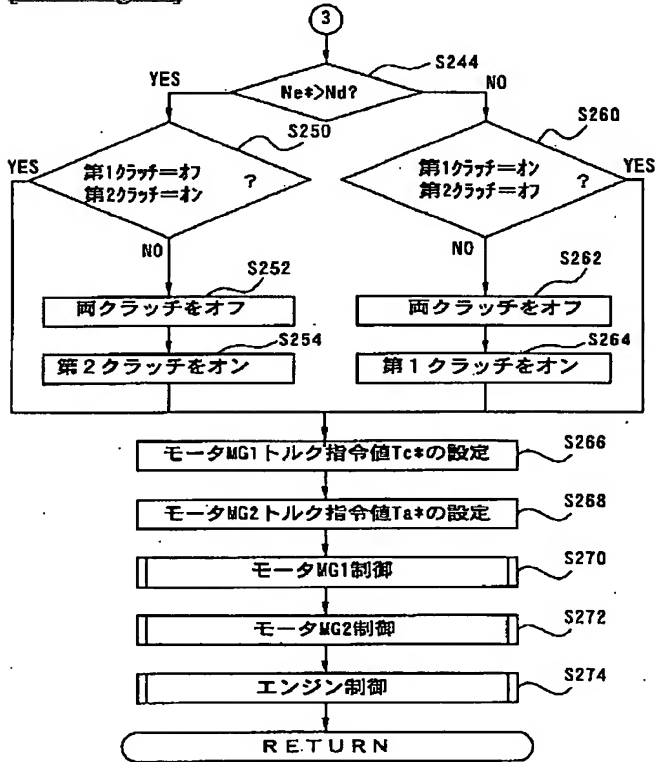 3
S244
YES
Ne*>Nd?
NO
S250
S260
YES
第1クラッチ=オフ
第2クラッチ=オン
?
第1クラッチ=オン
第2クラッチ=オフ
?
YES
NO
NO
S252
S262
両クラッチをオフ
両クラッチをオフ
S254
S264
第2クラッチをオン
第1クラッチをオン
S266
モータMG1トルク指令値Tc*の設定
S268
モータMG2トルク指令値Ta*の設定
S270
モータMG1制御
S272
モータMG2制御
S274
エンジン制御
RETURN